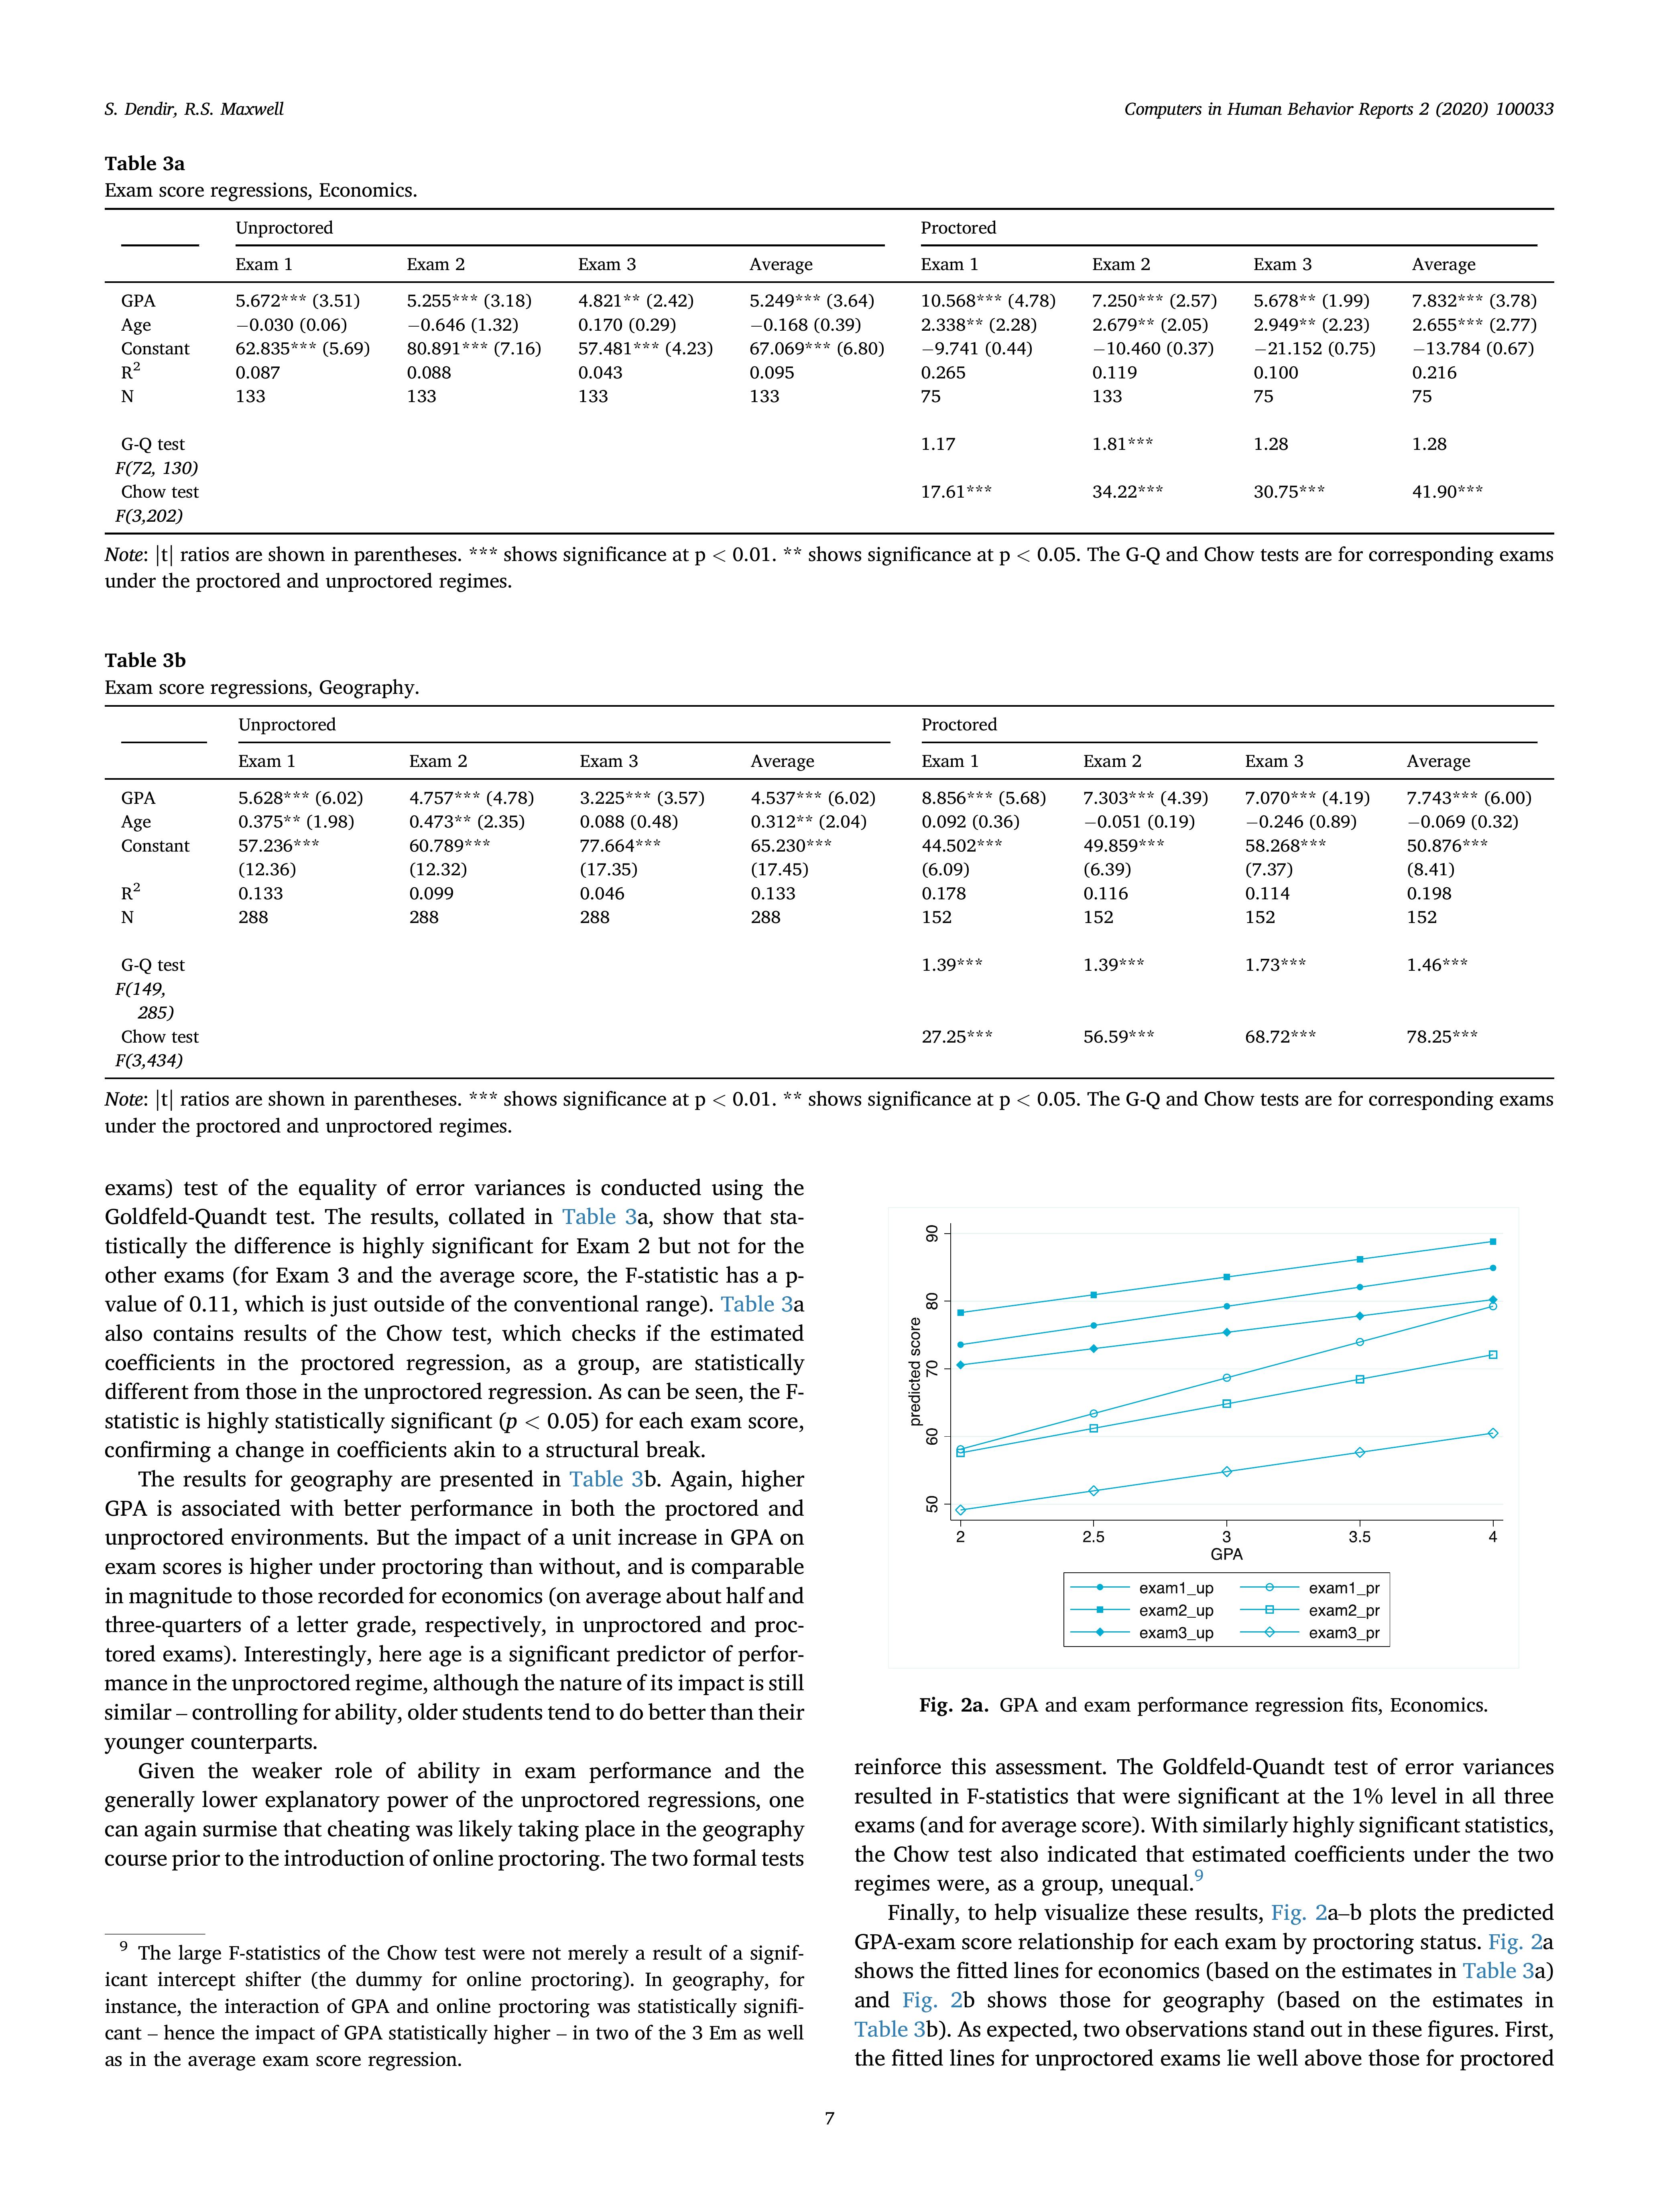 S. Dendir, R.S. Maxwell
Computers in Human Behavior Reports 2 (2020) 100033
Table 3a
Exam score regressions, Economics.
Unproctored Proctored
Exam 1 Exam 2 Exam 3 Average Exam 1 Exam 2 Exam 3 Average
GPA 5.672*** (3.51) 5.255*** (3.18) 4.821** (2.42) 5.249*** (3.64) 10.568*** (4.78) 7.250*** (2.57) 5.678** (1.99) 7.832*** (3.78)
Age −0.030 (0.06) −0.646 (1.32) 0.170 (0.29) −0.168 (0.39) 2.338** (2.28) 2.679** (2.05) 2.949** (2.23) 2.655*** (2.77)
Constant 62.835*** (5.69) 80.891*** (7.16) 57.481*** (4.23) 67.069*** (6.80) −9.741 (0.44) −10.460 (0.37) −21.152 (0.75) −13.784 (0.67)
R2 0.087 0.088 0.043 0.095 0.265 0.119 0.100 0.216
N 133 133 133 133 75 133 75 75
G-Q test 1.17 1.81*** 1.28 1.28
F(72, 130)
Chow test 17.61*** 34.22*** 30.75*** 41.90***
F(3,202)
Note: |t| ratios are shown in parentheses. *** shows significance at p < 0.01. ** shows significance at p < 0.05. The G-Q and Chow tests are for corresponding exams
under the proctored and unproctored regimes.
Table 3b
Exam score regressions, Geography.
Unproctored Proctored
Exam 1 Exam 2 Exam 3 Average Exam 1 Exam 2 Exam 3 Average
GPA 5.628*** (6.02) 4.757*** (4.78) 3.225*** (3.57) 4.537*** (6.02) 8.856*** (5.68) 7.303*** (4.39) 7.070*** (4.19) 7.743*** (6.00)
Age 0.375** (1.98) 0.473** (2.35) 0.088 (0.48) 0.312** (2.04) 0.092 (0.36) −0.051 (0.19) −0.246 (0.89) −0.069 (0.32)
Constant 57.236*** 60.789*** 77.664*** 65.230*** 44.502*** 49.859*** 58.268*** 50.876***
(12.36) (12.32) (17.35) (17.45) (6.09) (6.39) (7.37) (8.41)
R2 0.133 0.099 0.046 0.133 0.178 0.116 0.114 0.198
N 288 288 288 288 152 152 152 152
G-Q test 1.39*** 1.39*** 1.73*** 1.46***
F(149,
285)
Chow test 27.25*** 56.59*** 68.72*** 78.25***
F(3,434)
Note: |t| ratios are shown in parentheses. *** shows significance at p < 0.01. ** shows significance at p < 0.05. The G-Q and Chow tests are for corresponding exams
under the proctored and unproctored regimes.
exams) test of the equality of error variances is conducted using the
Goldfeld-Quandt test. The results, collated in Table 3a, show that sta-
tistically the difference is highly significant for Exam 2 but not for the
other exams (for Exam 3 and the average score, the F-statistic has a p-
value of 0.11, which is just outside of the conventional range). Table 3a
also contains results of the Chow test, which checks if the estimated
coefficients in the proctored regression, as a group, are statistically
different from those in the unproctored regression. As can be seen, the F-
statistic is highly statistically significant (p < 0.05) for each exam score,
confirming a change in coefficients akin to a structural break.
The results for geography are presented in Table 3b. Again, higher
GPA is associated with better performance in both the proctored and
unproctored environments. But the impact of a unit increase in GPA on
exam scores is higher under proctoring than without, and is comparable
in magnitude to those recorded for economics (on average about half and
three-quarters of a letter grade, respectively, in unproctored and proc-
tored exams). Interestingly, here age is a significant predictor of perfor-
mance in the unproctored regime, although the nature of its impact is still
similar – controlling for ability, older students tend to do better than their
younger counterparts.
Given the weaker role of ability in exam performance and the
generally lower explanatory power of the unproctored regressions, one
can again surmise that cheating was likely taking place in the geography
course prior to the introduction of online proctoring. The two formal tests
9 The large F-statistics of the Chow test were not merely a result of a signif-
icant intercept shifter (the dummy for online proctoring). In geography, for
instance, the interaction of GPA and online proctoring was statistically signifi-
cant – hence the impact of GPA statistically higher – in two of the 3 Em as well
as in the average exam score regression.
90
80
70
60
50
predicted score
2 2.5 3 3.5 4
GPA
exam1_up exam1_pr
exam2_up exam2_pr
exam3_up exam3_pr
Fig. 2a. GPA and exam performance regression fits, Economics.
reinforce this assessment. The Goldfeld-Quandt test of error variances
resulted in F-statistics that were significant at the 1% level in all three
exams (and for average score). With similarly highly significant statistics,
the Chow test also indicated that estimated coefficients under the two
regimes were, as a group, unequal.9
Finally, to help visualize these results, Fig. 2a–b plots the predicted
GPA-exam score relationship for each exam by proctoring status. Fig. 2a
shows the fitted lines for economics (based on the estimates in Table 3a)
and Fig. 2b shows those for geography (based on the estimates in
Table 3b). As expected, two observations stand out in these figures. First,
the fitted lines for unproctored exams lie well above those for proctored
7